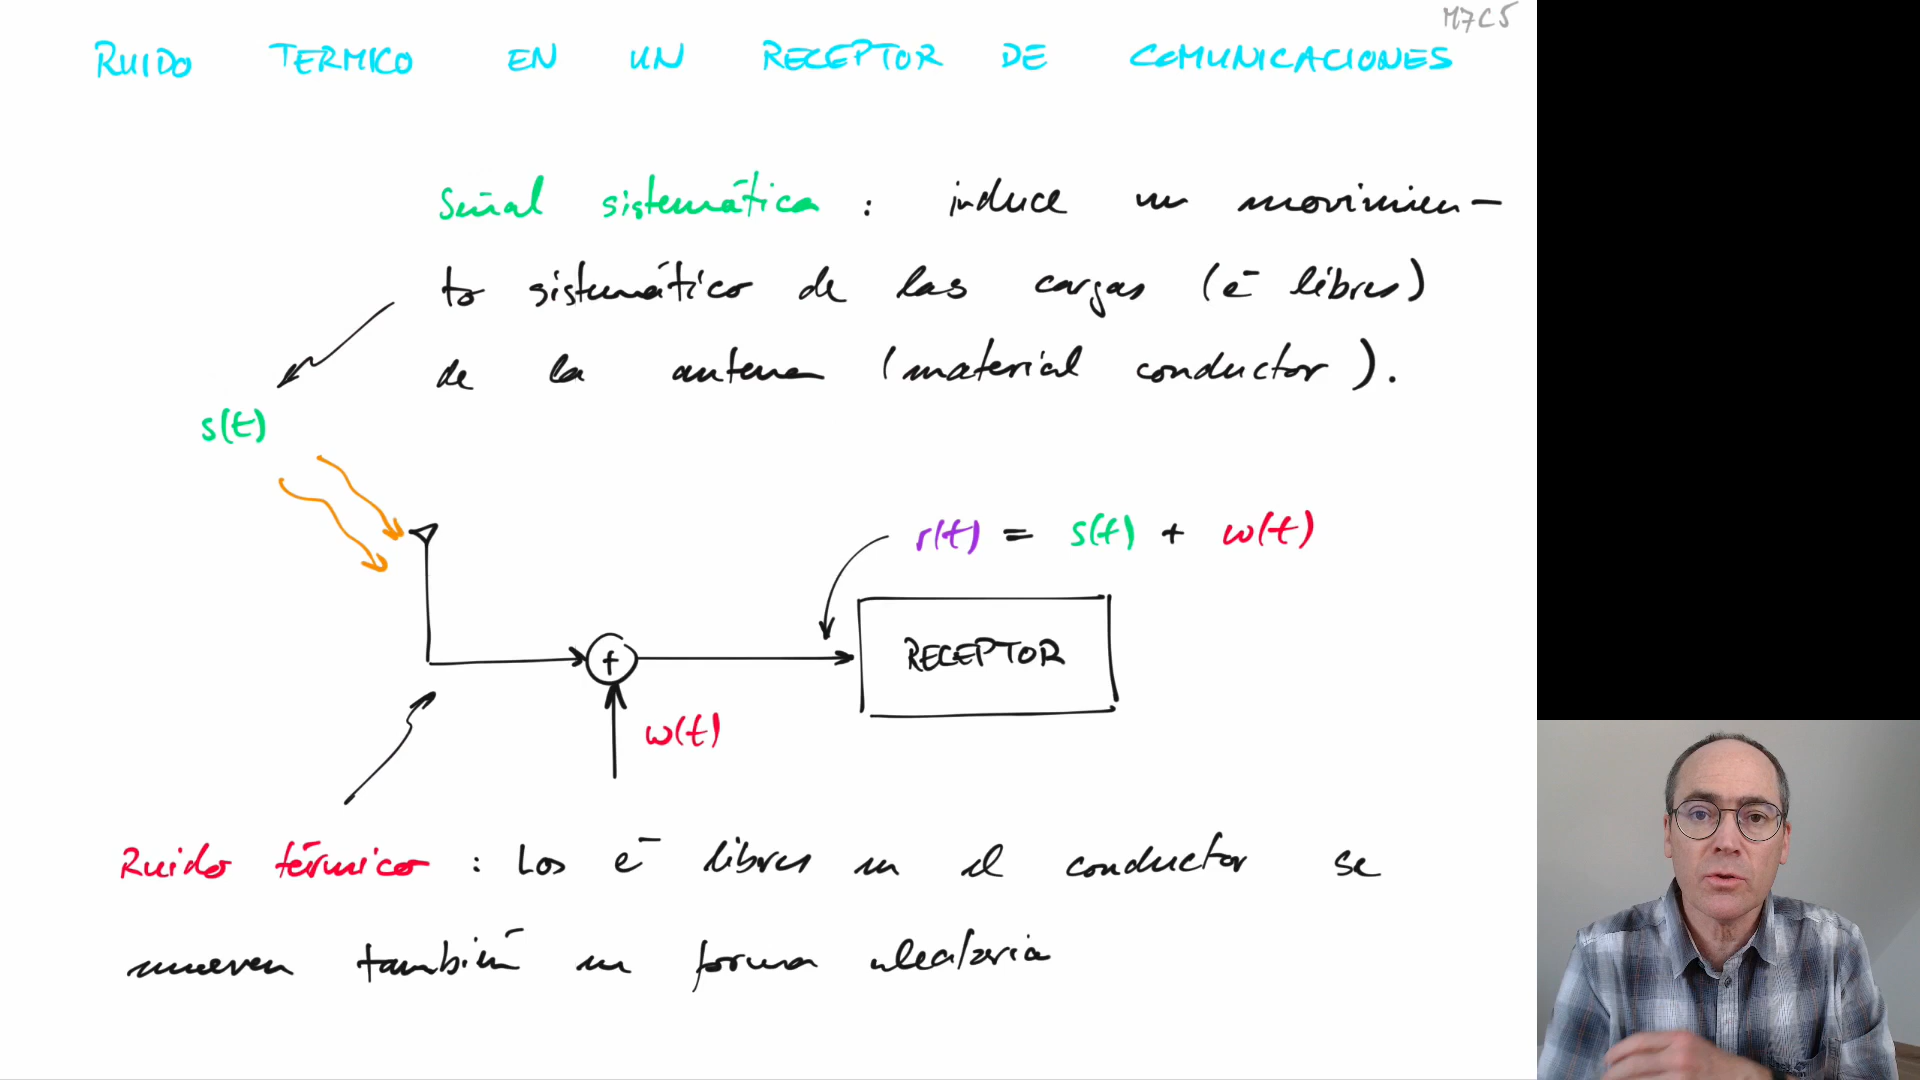 M7C5
RUIDO TERMICO EN UN RECEPTOR DE COMUNICACIONES
Señal sistemática : induce un movimien-
to sistemático de las cargas (e⁻ libres)
de la antena (material conductor).
s(t)
r(t) = s(t) + w(t)
+
RECEPTOR
w(t)
Ruido térmico : Los e⁻ libres en el conductor se
mueven también en forma aleatoria